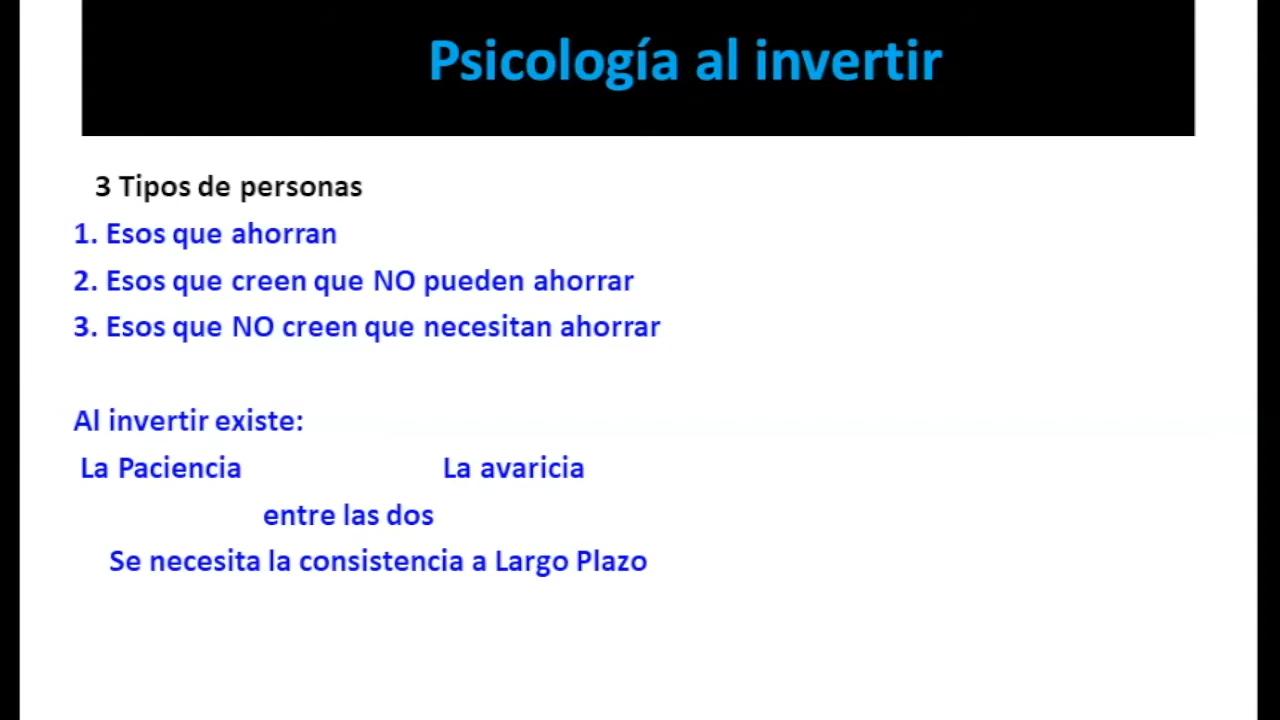 Psicología al invertir
3 Tipos de personas
1. Esos que ahorran
2. Esos que creen que NO pueden ahorrar
3. Esos que NO creen que necesitan ahorrar
Al invertir existe:
La Paciencia La avaricia
entre las dos
Se necesita la consistencia a Largo Plazo